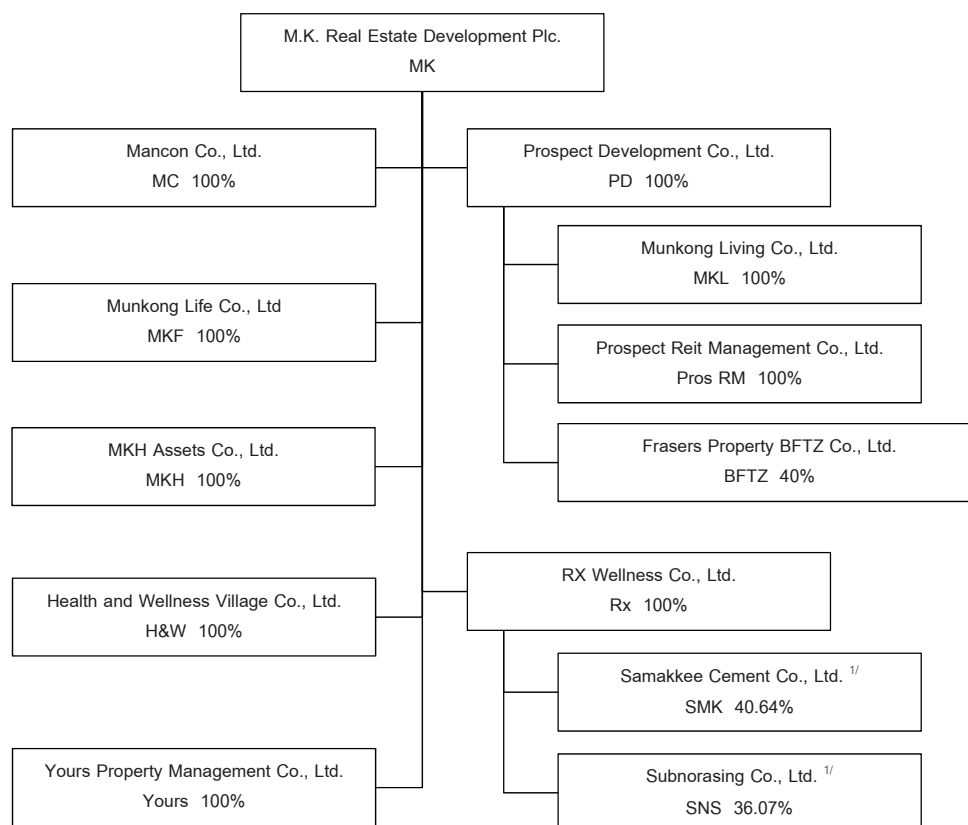 M.K. Real Estate Development Plc.
MK
Mancon Co., Ltd.
MC 100%
Prospect Development Co., Ltd.
PD 100%
Munkong Living Co., Ltd.
MKL 100%
Munkong Life Co., Ltd
MKF 100%
Prospect Reit Management Co., Ltd.
Pros RM 100%
MKH Assets Co., Ltd.
MKH 100%
Frasers Property BFTZ Co., Ltd.
BFTZ 40%
RX Wellness Co., Ltd.
Rx 100%
Health and Wellness Village Co., Ltd.
H&W 100%
Samakkee Cement Co., Ltd. 1/
SMK 40.64%
Yours Property Management Co., Ltd.
Yours 100%
Subnorasing Co., Ltd. 1/
SNS 36.07%